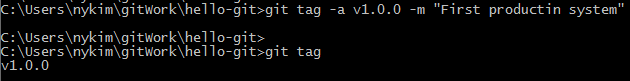 C:\Users\nykim\gitWork\hello-git>git tag -a v1.0.0 -m "First productin system"
C:\Users\nykim\gitWork\hello-git>
C:\Users\nykim\gitWork\hello-git>git tag
v1.0.0